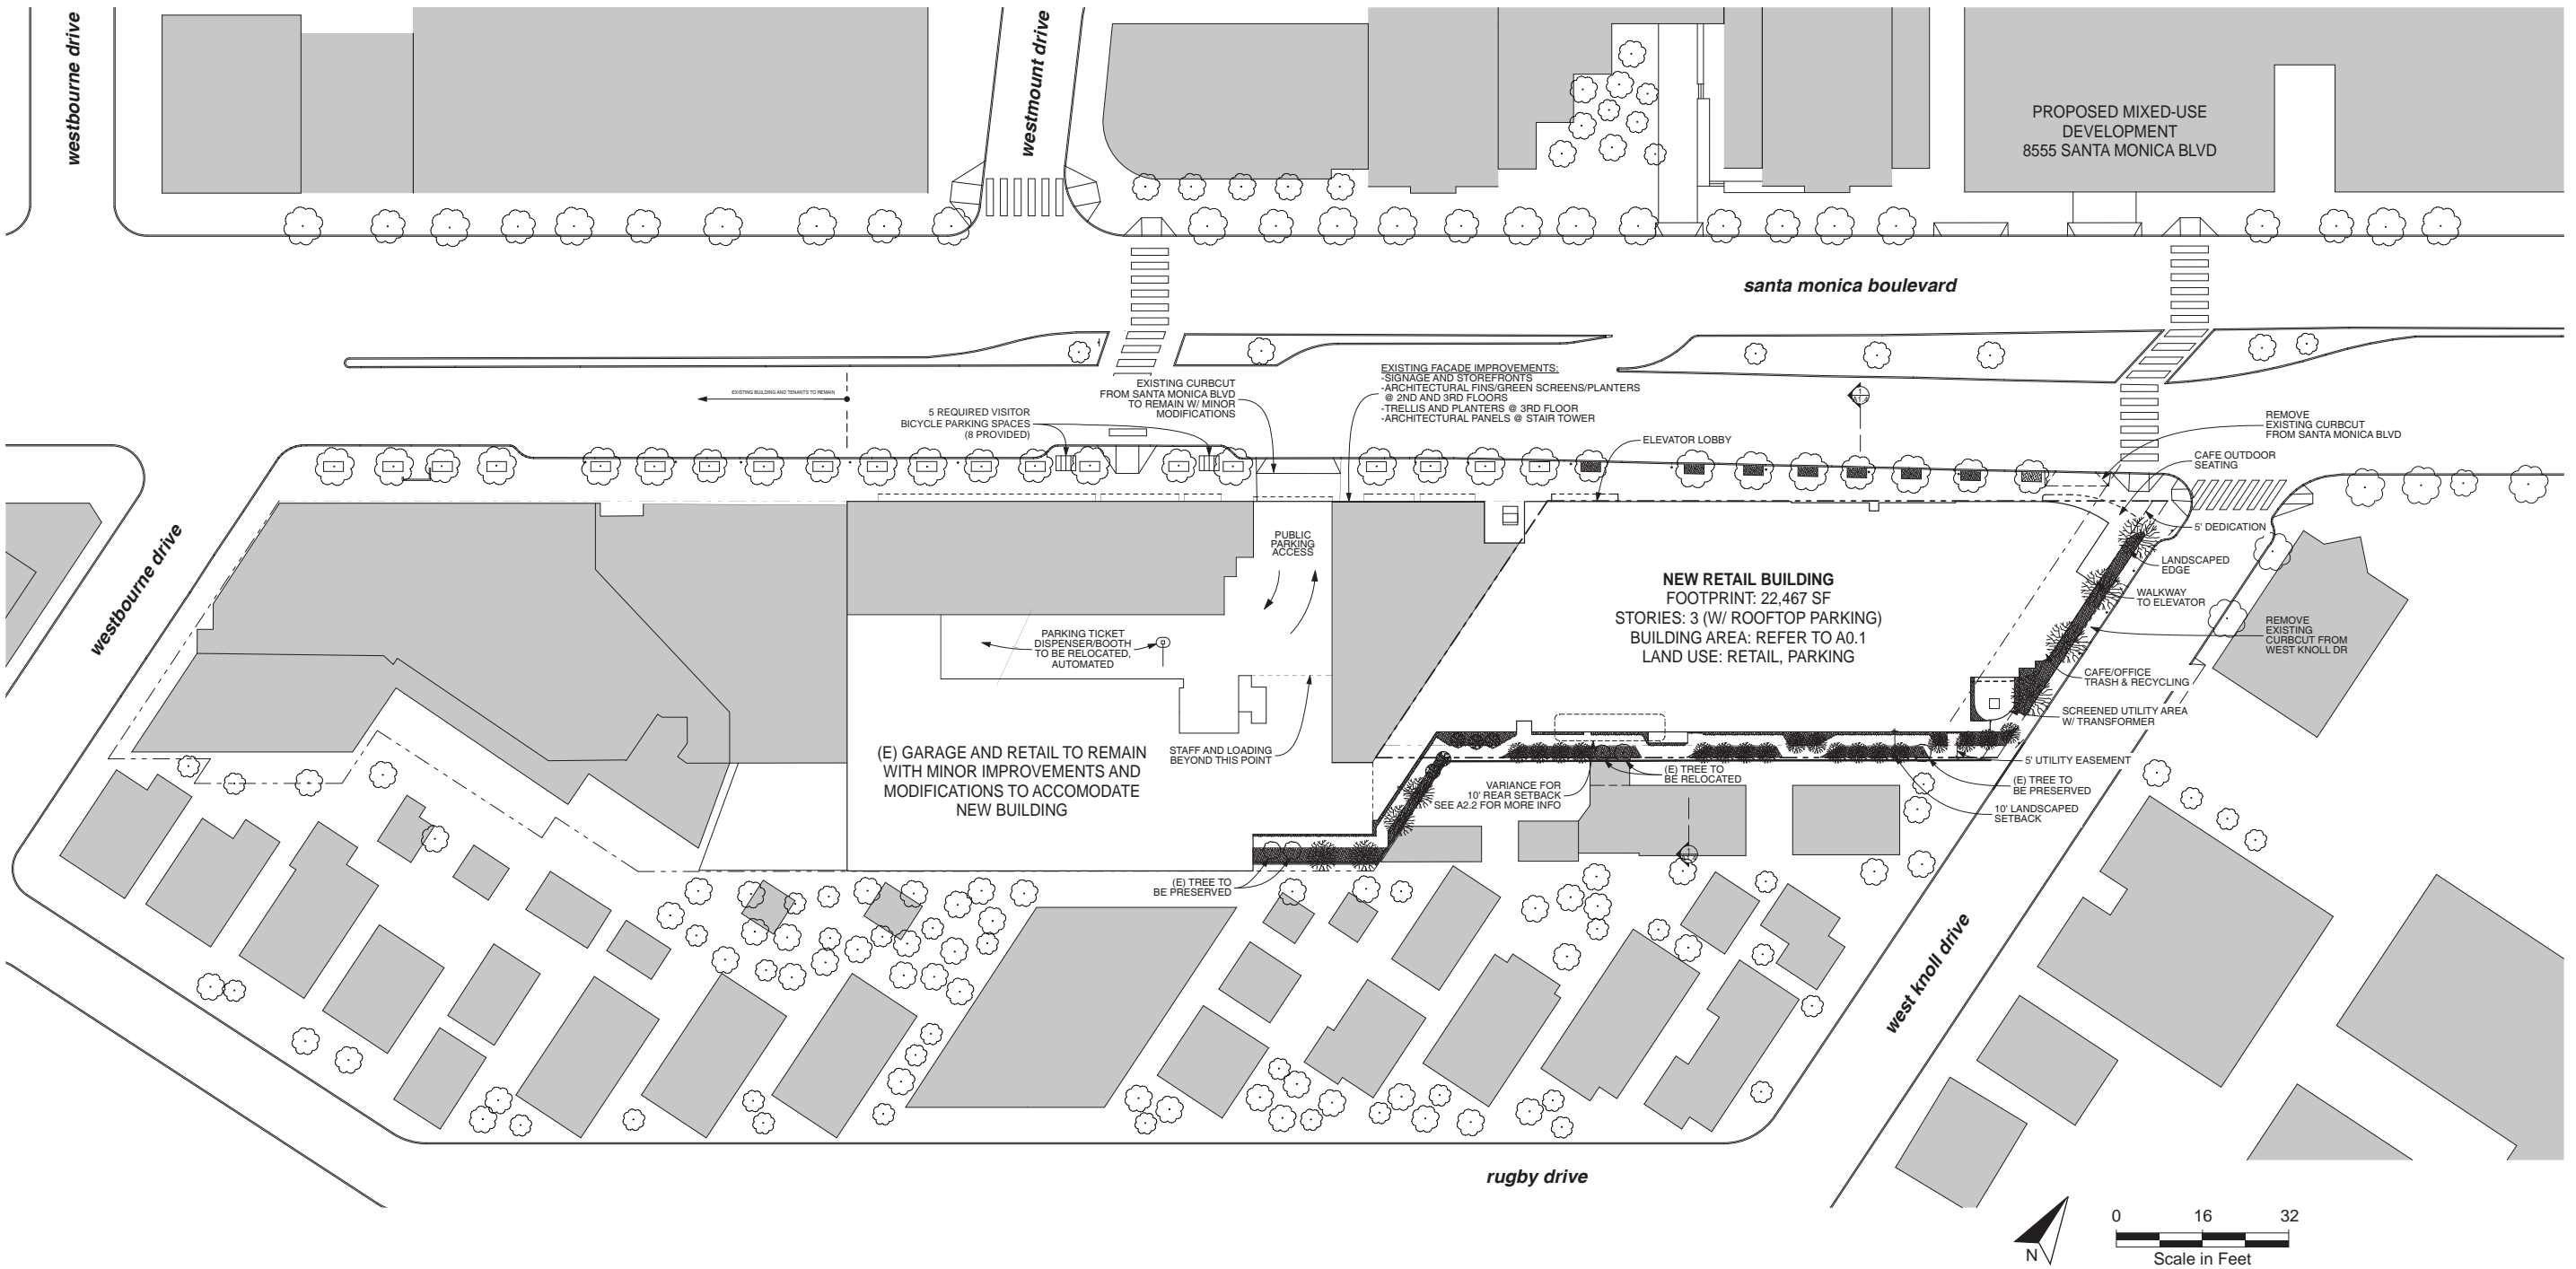 westbourne drive
westmount drive
PROPOSED MIXED-USE
DEVELOPMENT
8555 SANTA MONICA BLVD
santa monica boulevard
EXISTING BUILDING AND TENANTS TO REMAIN
5 REQUIRED VISITOR
BICYCLE PARKING SPACES
(8 PROVIDED)
EXISTING CURBCUT
FROM SANTA MONICA BLVD
TO REMAIN W/ MINOR
MODIFICATIONS
EXISTING FACADE IMPROVEMENTS:
-SIGNAGE AND STOREFRONTS
-ARCHITECTURAL FINS/GREEN SCREENS/PLANTERS
@ 2ND AND 3RD FLOORS
-TRELLIS AND PLANTERS @ 3RD FLOOR
-ARCHITECTURAL PANELS @ STAIR TOWER
ELEVATOR LOBBY
REMOVE
EXISTING CURBCUT
FROM SANTA MONICA BLVD
CAFE OUTDOOR
SEATING
5' DEDICATION
LANDSCAPED
EDGE
WALKWAY
TO ELEVATOR
REMOVE
EXISTING
CURBCUT FROM
WEST KNOLL DR
CAFE/OFFICE
TRASH & RECYCLING
SCREENED UTILITY AREA
W/ TRANSFORMER
5' UTILITY EASEMENT
(E) TREE TO
BE PRESERVED
10' LANDSCAPED
SETBACK
westbourne drive
PUBLIC
PARKING
ACCESS
PARKING TICKET
DISPENSER/BOOTH
TO BE RELOCATED,
AUTOMATED
NEW RETAIL BUILDING
FOOTPRINT: 22,467 SF
STORIES: 3 (W/ ROOFTOP PARKING)
BUILDING AREA: REFER TO A0.1
LAND USE: RETAIL, PARKING
(E) GARAGE AND RETAIL TO REMAIN
WITH MINOR IMPROVEMENTS AND
MODIFICATIONS TO ACCOMODATE
NEW BUILDING
STAFF AND LOADING
BEYOND THIS POINT
VARIANCE FOR
10' REAR SETBACK
SEE A2.2 FOR MORE INFO
(E) TREE TO
BE RELOCATED
(E) TREE TO
BE PRESERVED
west knoll drive
rugby drive
N
0 16 32
Scale in Feet